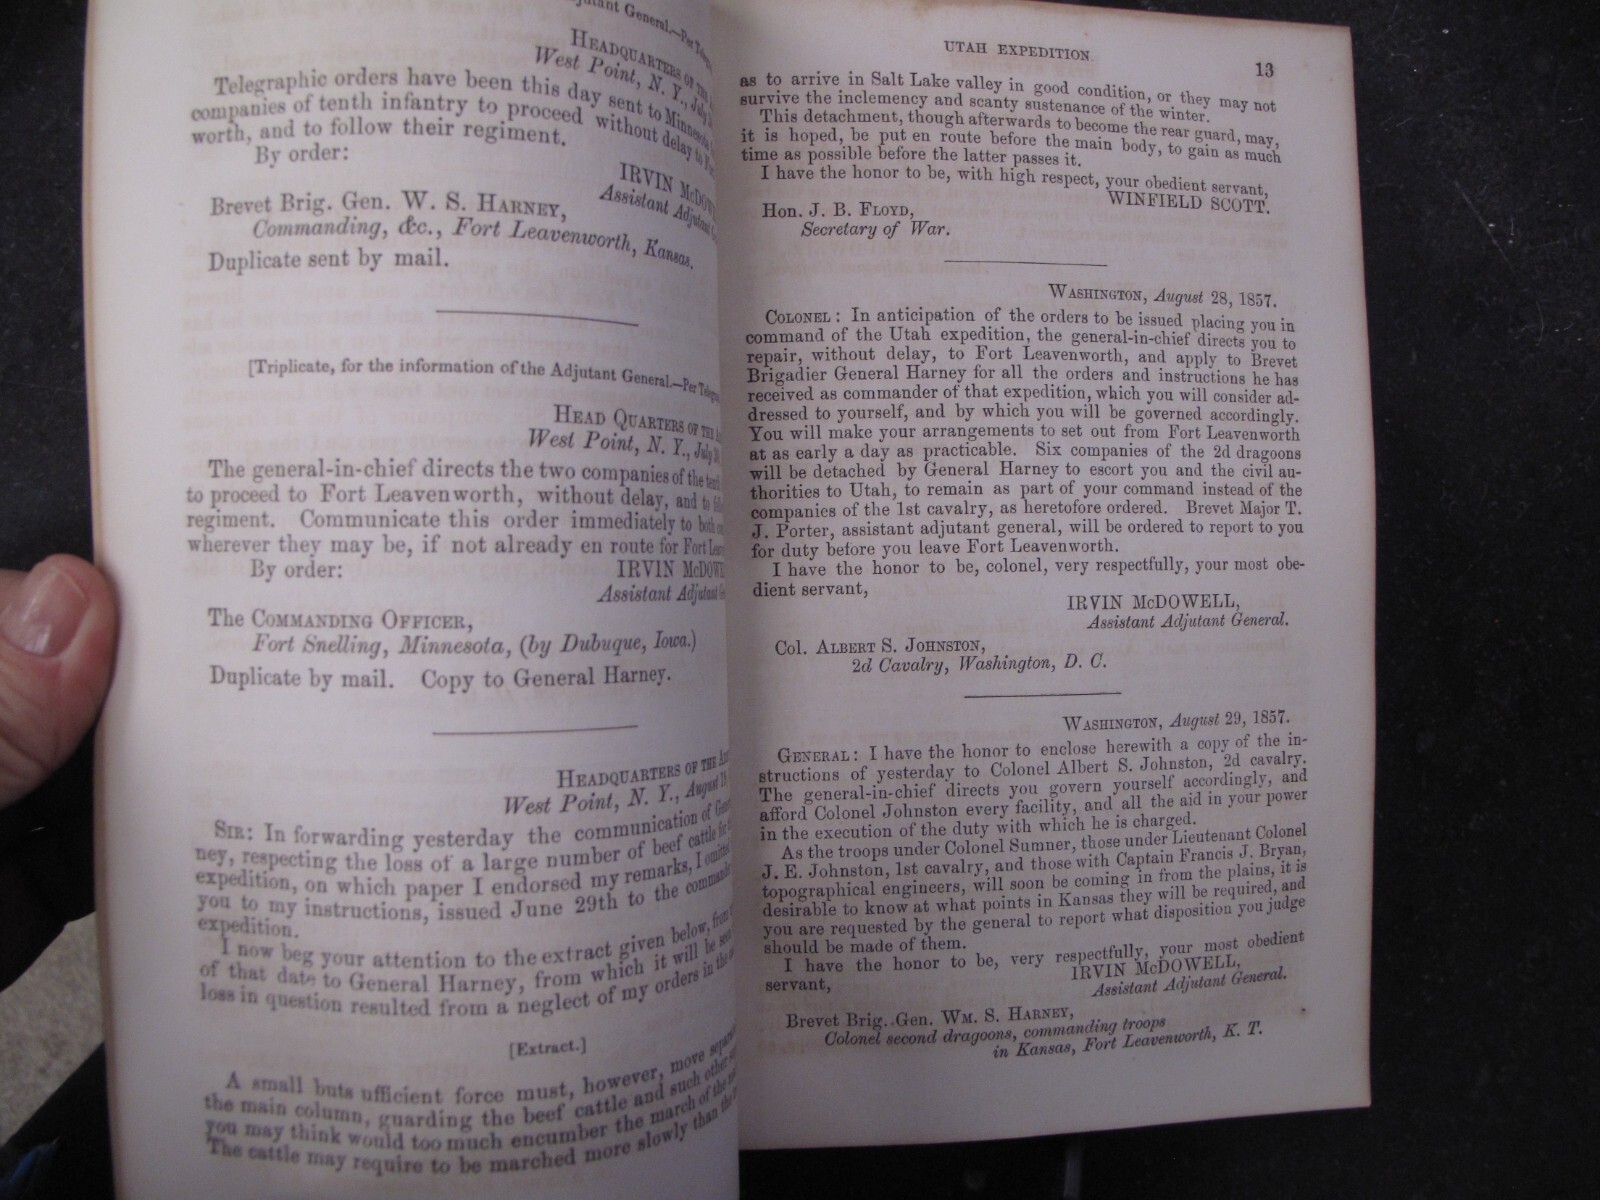 Adjutant General.—Per
HEADQUARTERS OF THE
West Point, N. Y., July
Telegraphic orders have been this day sent to Minnesota
companies of tenth infantry to proceed without delay to
worth, and to follow their regiment.
By order:
IRVIN McDOW
Assistant Adjutant
Brevet Brig. Gen. W. S. HARNEY,
Commanding, &c., Fort Leavenworth, Kansas.
Duplicate sent by mail.
[Triplicate, for the information of the Adjutant General.—Per
HEAD QUARTERS OF THE
West Point, N. Y., July
The general-in-chief directs the two companies of the tenth
to proceed to Fort Leavenworth, without delay, and to
regiment. Communicate this order immediately to both
wherever they may be, if not already en route for Fort
By order:
IRVIN McDOW
Assistant Adjutant
The COMMANDING OFFICER,
Fort Snelling, Minnesota, (by Dubuque, Iowa.)
Duplicate by mail. Copy to General Harney.
HEADQUARTERS OF THE
West Point, N. Y., August
SIR: In forwarding yesterday the communication of
ney, respecting the loss of a large number of beef cattle for
expedition, on which paper I endorsed my remarks, I omitted
you to my instructions, issued June 29th to the
expedition.
I now beg your attention to the extract given below, from
of that date to General Harney, from which it will be
loss in question resulted from a neglect of my orders in the
[Extract.]
A small buts ufficient force must, however, move
the main column, guarding the beef cattle and such other
you may think would too much encumber the march of the
The cattle may require to be marched more slowly than the
UTAH EXPEDITION
13
as to arrive in Salt Lake valley in good condition, or they may not
survive the inclemency and scanty sustenance of the winter.
This detachment, though afterwards to become the rear guard, may,
it is hoped, be put en route before the main body, to gain as much
time as possible before the latter passes it.
I have the honor to be, with high respect, your obedient servant,
WINFIELD SCOTT.
Hon. J. B. FLOYD,
Secretary of War.
WASHINGTON, August 28, 1857.
COLONEL: In anticipation of the orders to be issued placing you in
command of the Utah expedition, the general-in-chief directs you to
repair, without delay, to Fort Leavenworth, and apply to Brevet
Brigadier General Harney for all the orders and instructions he has
received as commander of that expedition, which you will consider ad-
dressed to yourself, and by which you will be governed accordingly.
You will make your arrangements to set out from Fort Leavenworth
at as early a day as practicable. Six companies of the 2d dragoons
will be detached by General Harney to escort you and the civil au-
thorities to Utah, to remain as part of your command instead of the
companies of the 1st cavalry, as heretofore ordered. Brevet Major T.
J. Porter, assistant adjutant general, will be ordered to report to you
for duty before you leave Fort Leavenworth.
I have the honor to be, colonel, very respectfully, your most obe-
dient servant,
IRVIN McDOWELL,
Assistant Adjutant General.
Col. ALBERT S. JOHNSTON,
2d Cavalry, Washington, D. C.
WASHINGTON, August 29, 1857.
GENERAL: I have the honor to enclose herewith a copy of the in-
structions of yesterday to Colonel Albert S. Johnston, 2d cavalry.
The general-in-chief directs you govern yourself accordingly, and
afford Colonel Johnston every facility, and all the aid in your power
in the execution of the duty with which he is charged.
As the troops under Colonel Sumner, those under Lieutenant Colonel
J. E. Johnston, 1st cavalry, and those with Captain Francis J. Bryan,
topographical engineers, will soon be coming in from the plains, it is
desirable to know at what points in Kansas they will be required, and
you are requested by the general to report what disposition you judge
should be made of them.
I have the honor to be, very respectfully, your most obedient
servant,
IRVIN McDOWELL,
Assistant Adjutant General.
Brevet Brig. Gen. WM. S. HARNEY,
Colonel second dragoons, commanding troops
in Kansas, Fort Leavenworth, K. T.